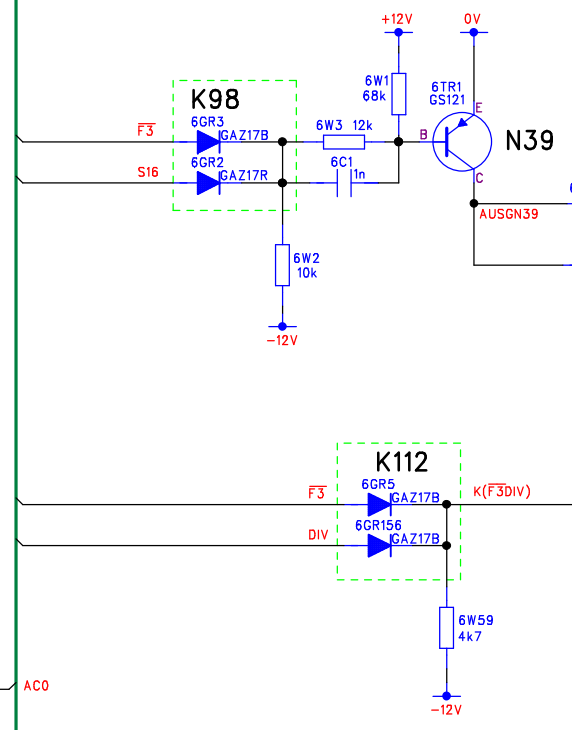 +12V
0V
6W1
68k
6TR1
GS121
E
K98
6GR3
F3
GAZ17B
6W3 12k
B
N39
6GR2
S16
GAZ17R
6C1
1n
C
AUSGN39
6W2
10k
-12V
K112
6GR5
F3
GAZ17B
K(F3DIV)
6GR156
DIV
GAZ17B
6W59
4k7
AC0
-12V